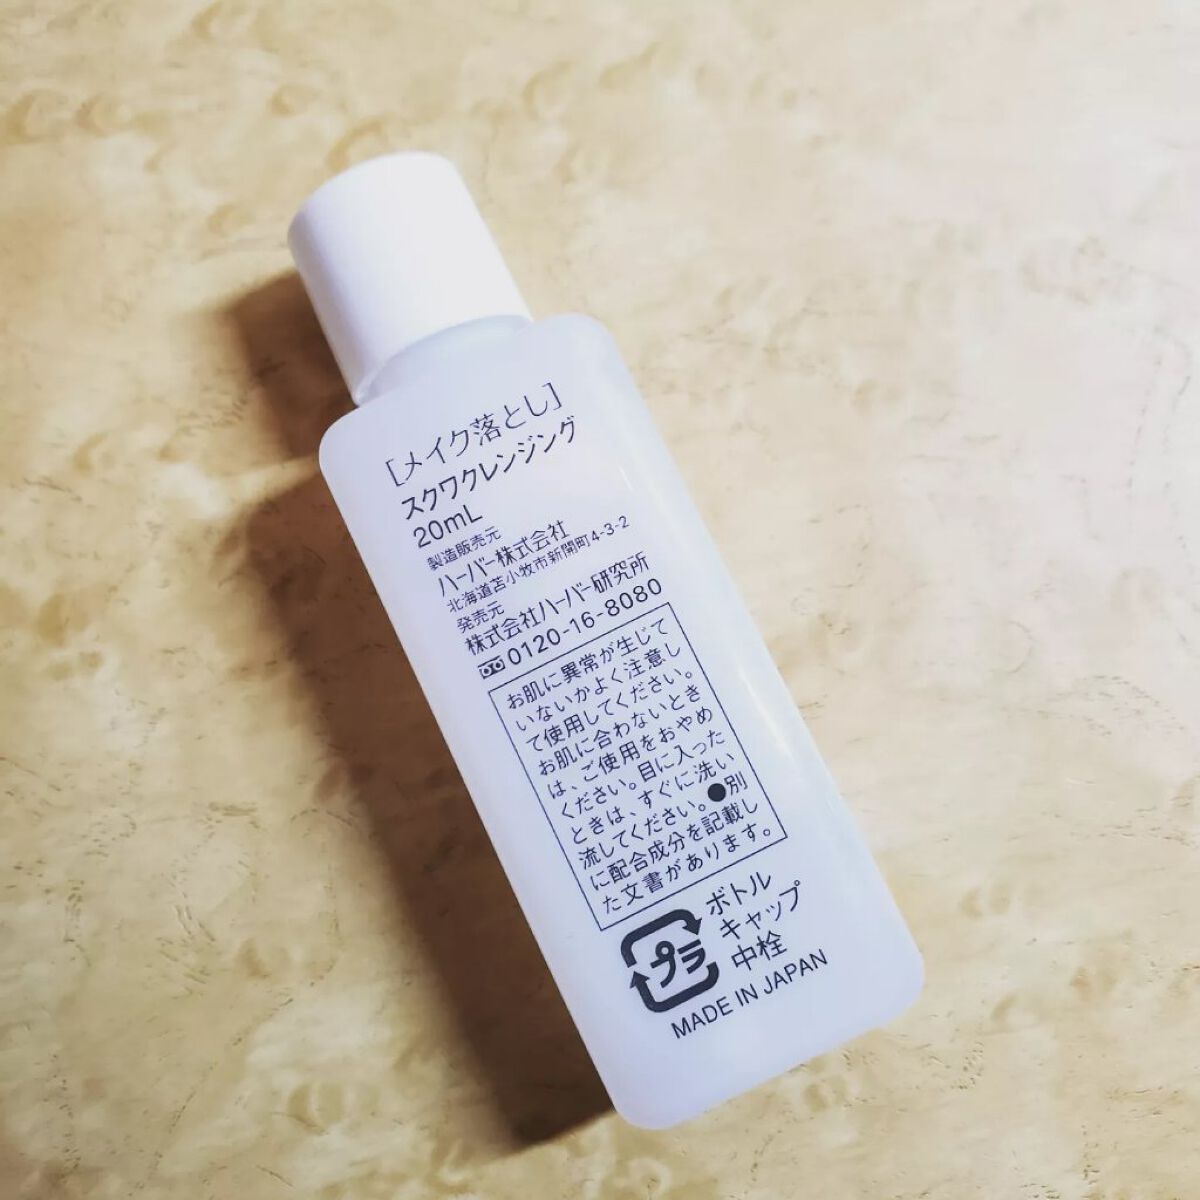 [メイク落とし]
スクワクレンジング
20mL
製造販売元
ハーバー株式会社
北海道苫小牧市新開町4-3-2
発売元
株式会社ハーバー研究所
0120-16-8080
お肌に異常が生じて
いないかよく注意し
て使用してください。
お肌に合わないとき
は、ご使用をおやめ
ください。目に入った
ときは、すぐに洗い
流してください。●別
に配合成分を記載し
た文書があります。
プラ
ボトル
キャップ
中栓
MADE IN JAPAN